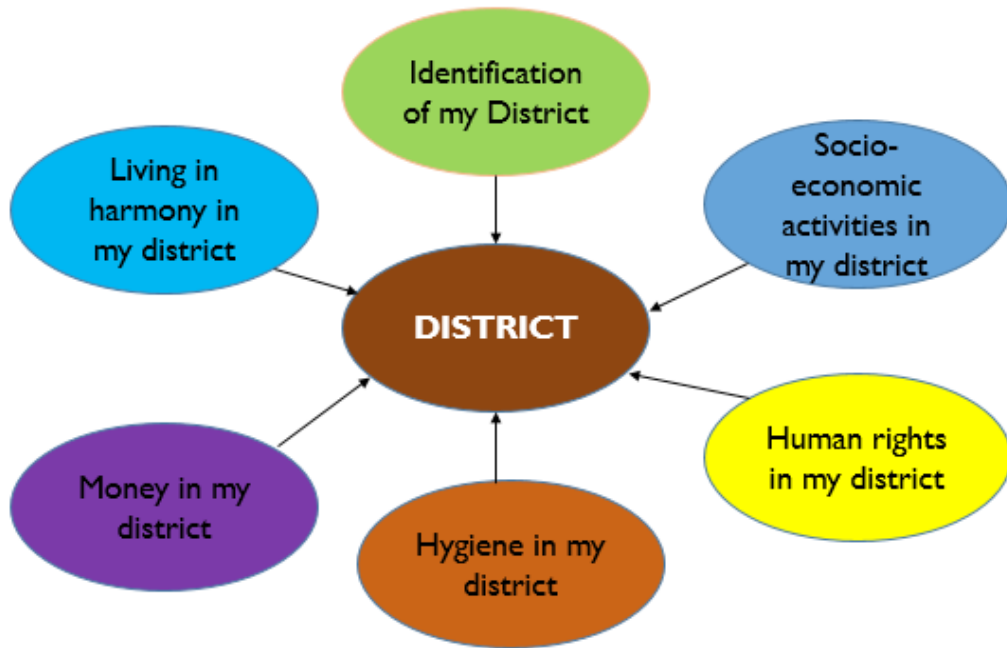 Identification
of my District
Living in
harmony in
my district
Socio-
economic
activities in
my district
DISTRICT
Money in my
district
Hygiene in my
district
Human rights
in my district